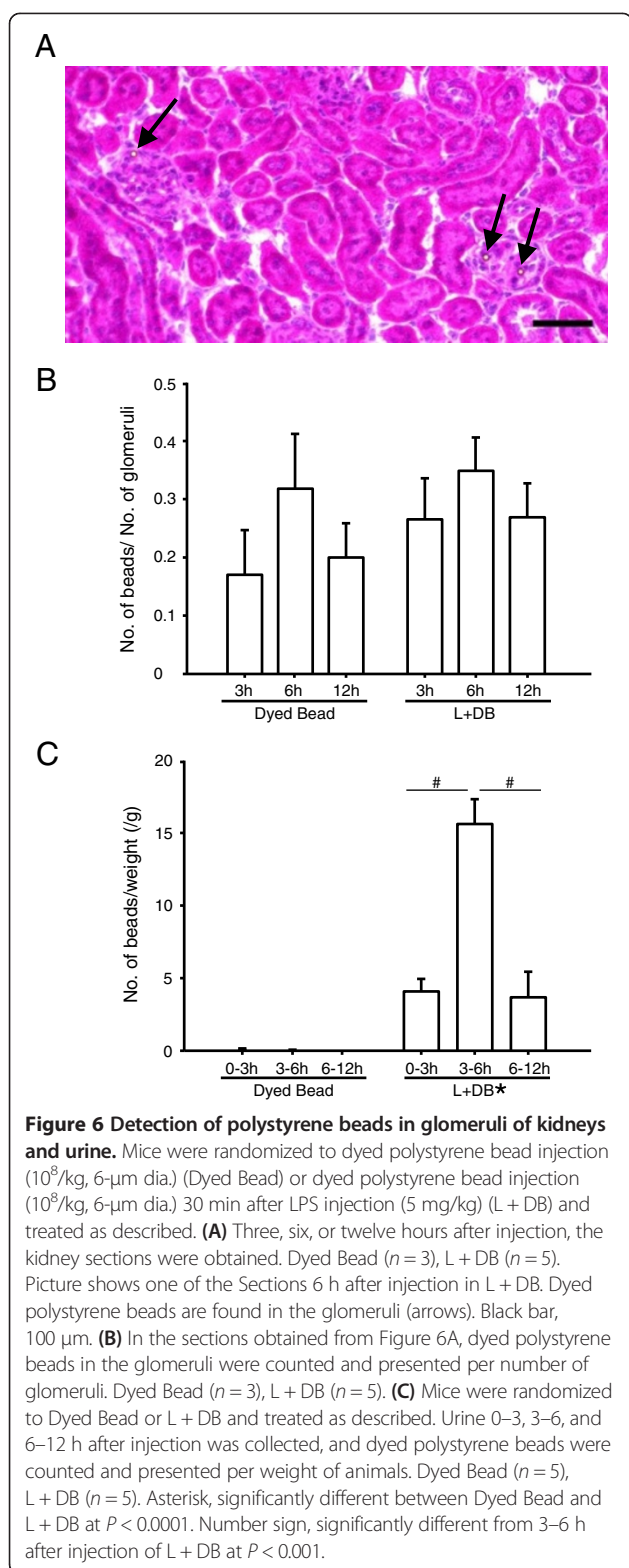 A
B
No. of beads/ No. of glomeruli
0.5
0.4
0.3
0.2
0.1
0
3h 6h 12h 3h 6h 12h
Dyed Bead L+DB
C
No. of beads/weight (/g)
20
15
10
5
0
# #
0-3h 3-6h 6-12h 0-3h 3-6h 6-12h
Dyed Bead L+DB*
Figure 6 Detection of polystyrene beads in glomeruli of kidneys
and urine. Mice were randomized to dyed polystyrene bead injection
(10⁸/kg, 6-μm dia.) (Dyed Bead) or dyed polystyrene bead injection
(10⁸/kg, 6-μm dia.) 30 min after LPS injection (5 mg/kg) (L + DB) and
treated as described. (A) Three, six, or twelve hours after injection, the
kidney sections were obtained. Dyed Bead (n = 3), L + DB (n = 5).
Picture shows one of the Sections 6 h after injection in L + DB. Dyed
polystyrene beads are found in the glomeruli (arrows). Black bar,
100 μm. (B) In the sections obtained from Figure 6A, dyed polystyrene
beads in the glomeruli were counted and presented per number of
glomeruli. Dyed Bead (n = 3), L + DB (n = 5). (C) Mice were randomized
to Dyed Bead or L + DB and treated as described. Urine 0–3, 3–6, and
6–12 h after injection was collected, and dyed polystyrene beads were
counted and presented per weight of animals. Dyed Bead (n = 5),
L + DB (n = 5). Asterisk, significantly different between Dyed Bead and
L + DB at P < 0.0001. Number sign, significantly different from 3–6 h
after injection of L + DB at P < 0.001.